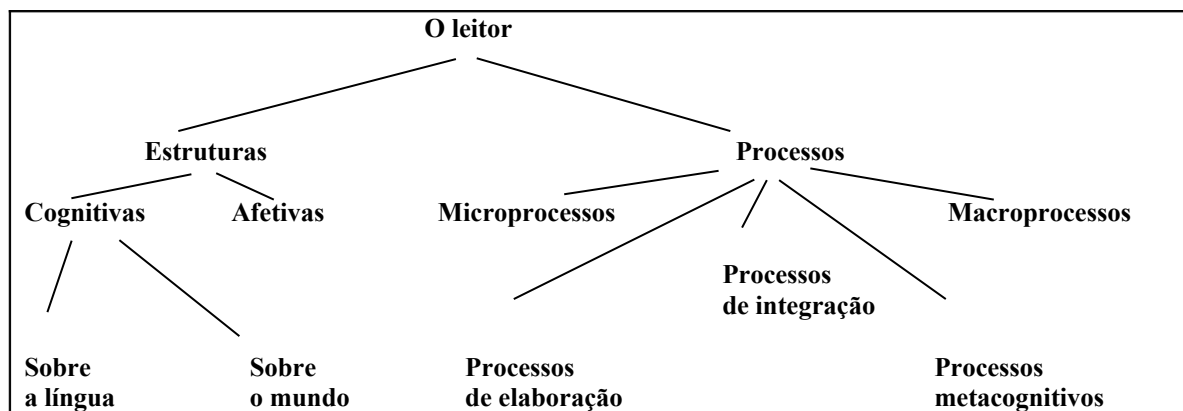 O leitor
Estruturas
Processos
Cognitivas
Afetivas
Microprocessos
Macroprocessos
Processos
de integração
Sobre
a língua
Sobre
o mundo
Processos
de elaboração
Processos
metacognitivos